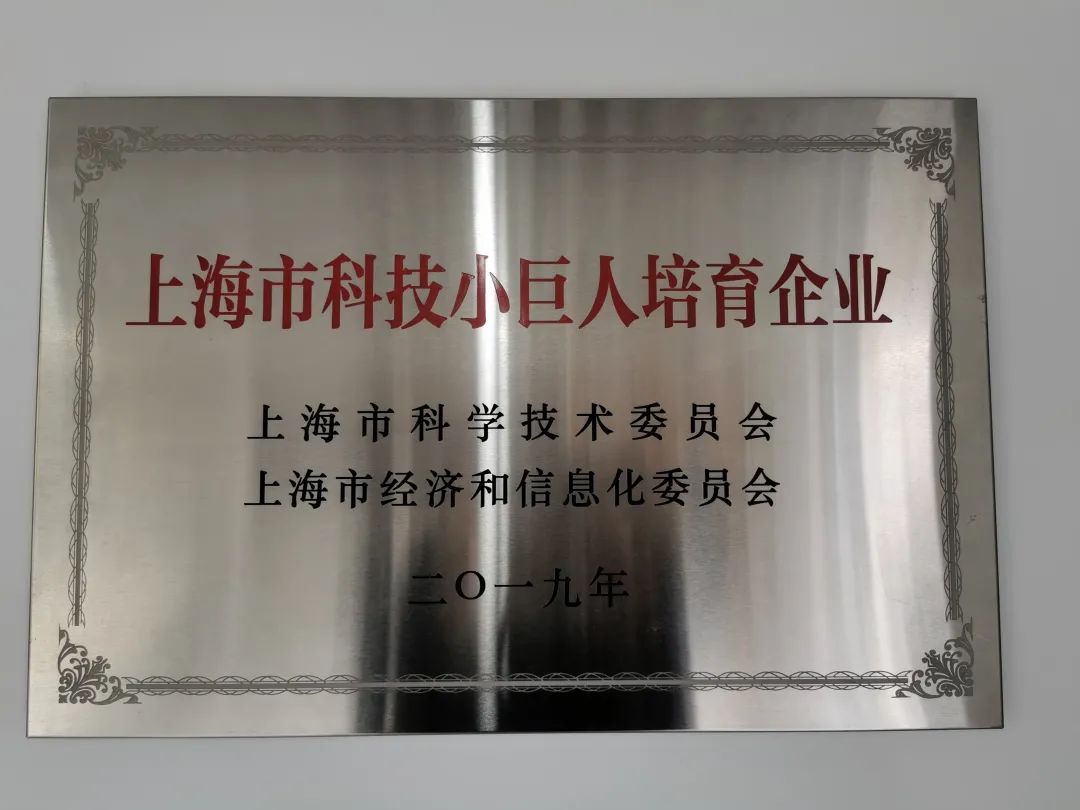 上海市科技小巨人培育企业
上海市科学技术委员会
上海市经济和信息化委员会
二〇一九年